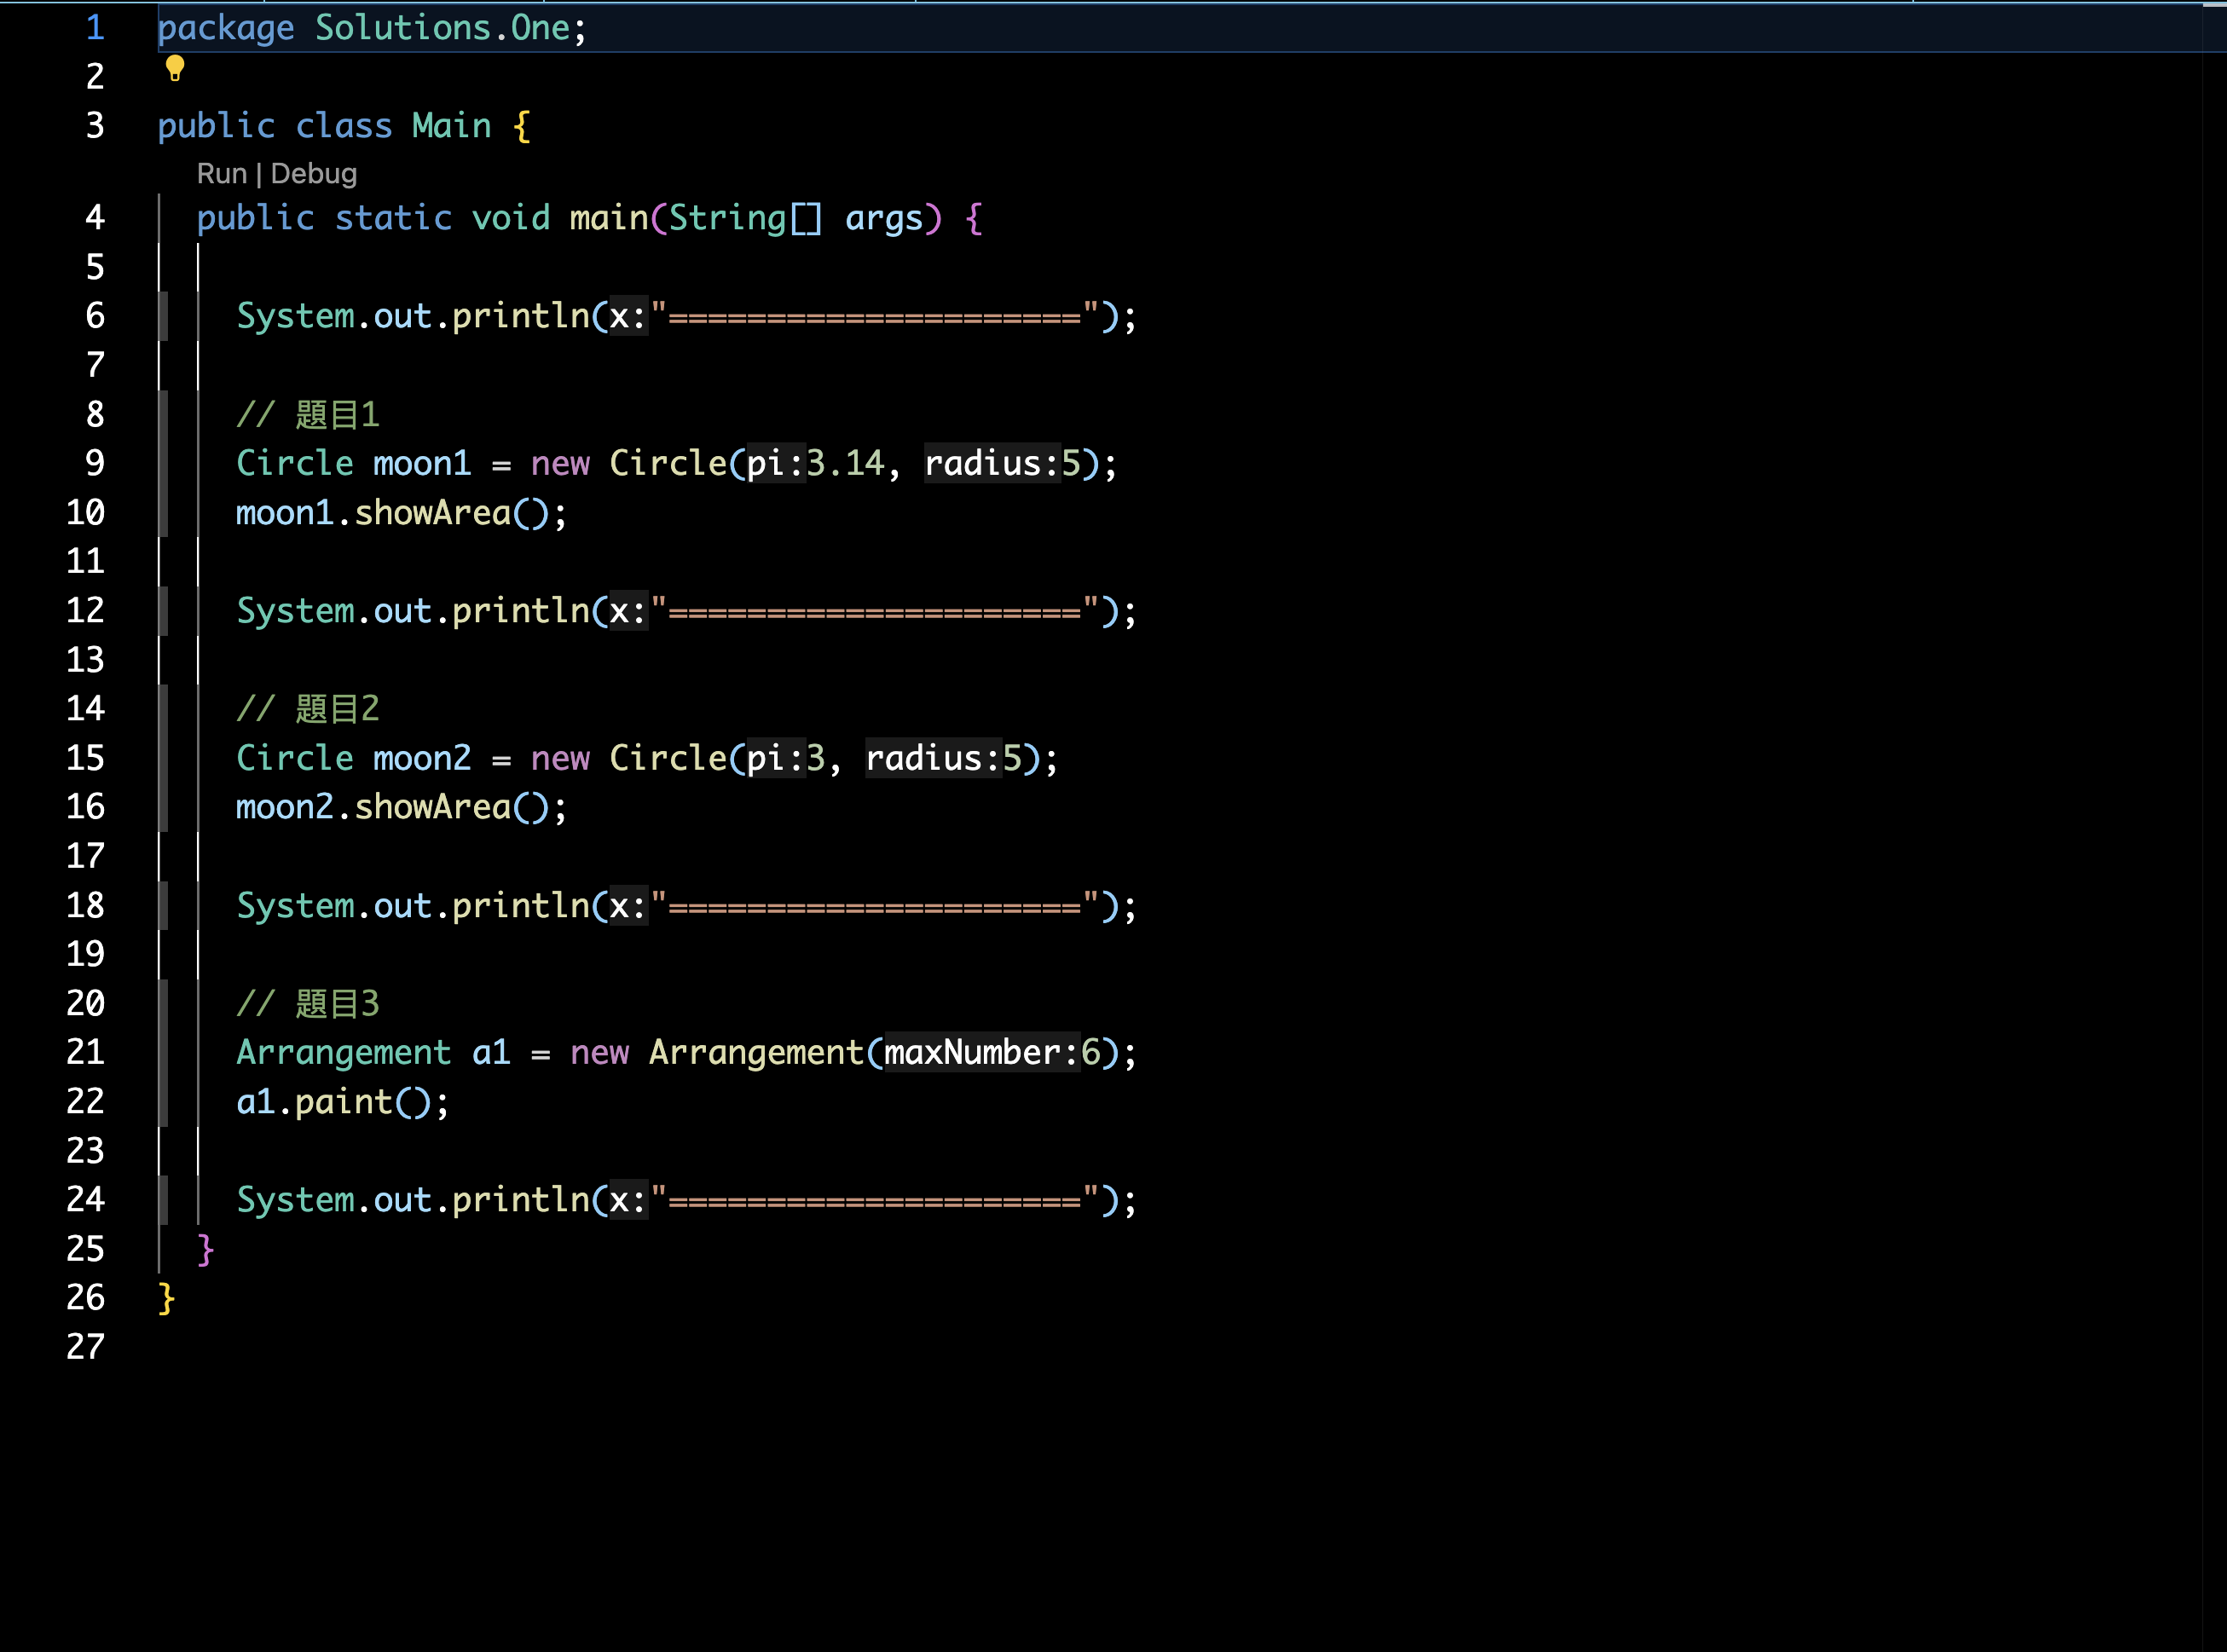 1 package Solutions.One;
2
3 public class Main {
Run | Debug
4 public static void main(String[] args) {
5
6 System.out.println(x:"=====================");
7
8 // 題目1
9 Circle moon1 = new Circle(pi:3.14, radius:5);
10 moon1.showArea();
11
12 System.out.println(x:"=====================");
13
14 // 題目2
15 Circle moon2 = new Circle(pi:3, radius:5);
16 moon2.showArea();
17
18 System.out.println(x:"=====================");
19
20 // 題目3
21 Arrangement a1 = new Arrangement(maxNumber:6);
22 a1.paint();
23
24 System.out.println(x:"=====================");
25 }
26 }
27